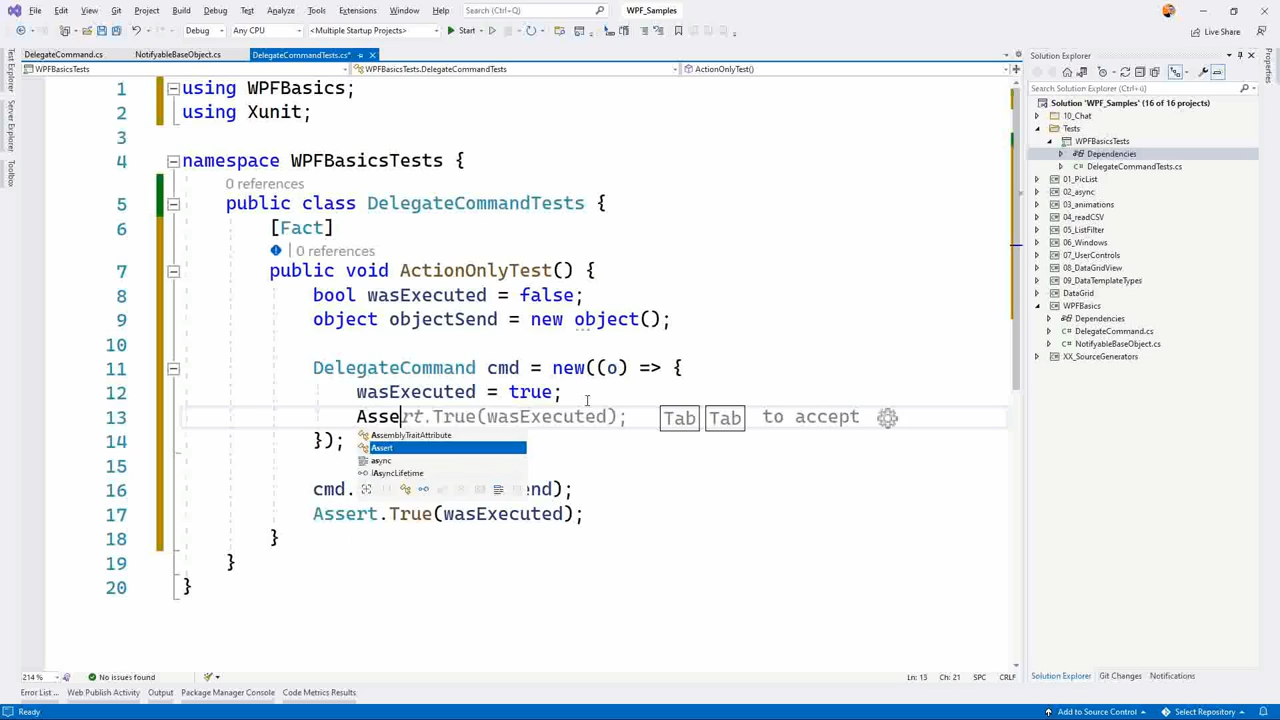 File Edit View Git Project Build Debug Test Analyze Tools Extensions Window Help Search (Ctrl+Q) WPF_Samples
Debug Any CPU <Multiple Startup Projects> Start Live Share
DelegateCommand.cs NotifyableBaseObject.cs DelegateCommandTests.cs*
WPFBasicsTests WPFBasicsTests.DelegateCommandTests ActionOnlyTest()
Test Explorer
Server Explorer
Toolbox
1 using WPFBasics;
2 using Xunit;
3
4 namespace WPFBasicsTests {
0 references
5 public class DelegateCommandTests {
6 [Fact]
0 references
7 public void ActionOnlyTest() {
8 bool wasExecuted = false;
9 object objectSend = new object();
10
11 DelegateCommand cmd = new((o) => {
12 wasExecuted = true;
13 Assert.True(wasExecuted); Tab Tab to accept
14 });
AssemblyTraitAttribute
Assert
async
IAsyncLifetime
15
16 cmd. end);
17 Assert.True(wasExecuted);
18 }
19 }
20 }
214 % No issues found Ln: 13 Ch: 21 SPC CRLF
Error List ... Web Publish Activity Output Package Manager Console Code Metrics Results
Ready Add to Source Control Select Repository
Solution Explorer
Search Solution Explorer (Ctrl+ü)
Solution 'WPF_Samples' (16 of 16 projects)
10_Chat
Tests
WPFBasicsTests
Dependencies
DelegateCommandTests.cs
01_PicList
02_async
03_animations
04_readCSV
05_ListFilter
06_Windows
07_UserControls
08_DataGridView
09_DataTemplateTypes
DataGrid
WPFBasics
Dependencies
DelegateCommand.cs
NotifyableBaseObject.cs
XX_SourceGenerators
Solution Explorer Git Changes Notifications
Properties